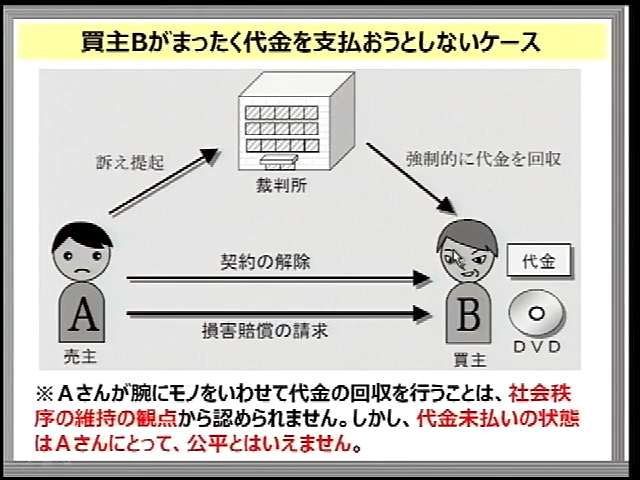 買主Bがまったく代金を支払おうとしないケース
訴え提起
裁判所
強制的に代金を回収
契約の解除
代金
A
B
損害賠償の請求
DVD
売主
買主
※Aさんが腕にモノをいわせて代金の回収を行うことは、社会秩
序の維持の観点から認められません。しかし、代金未払いの状態
はAさんにとって、公平とはいえません。